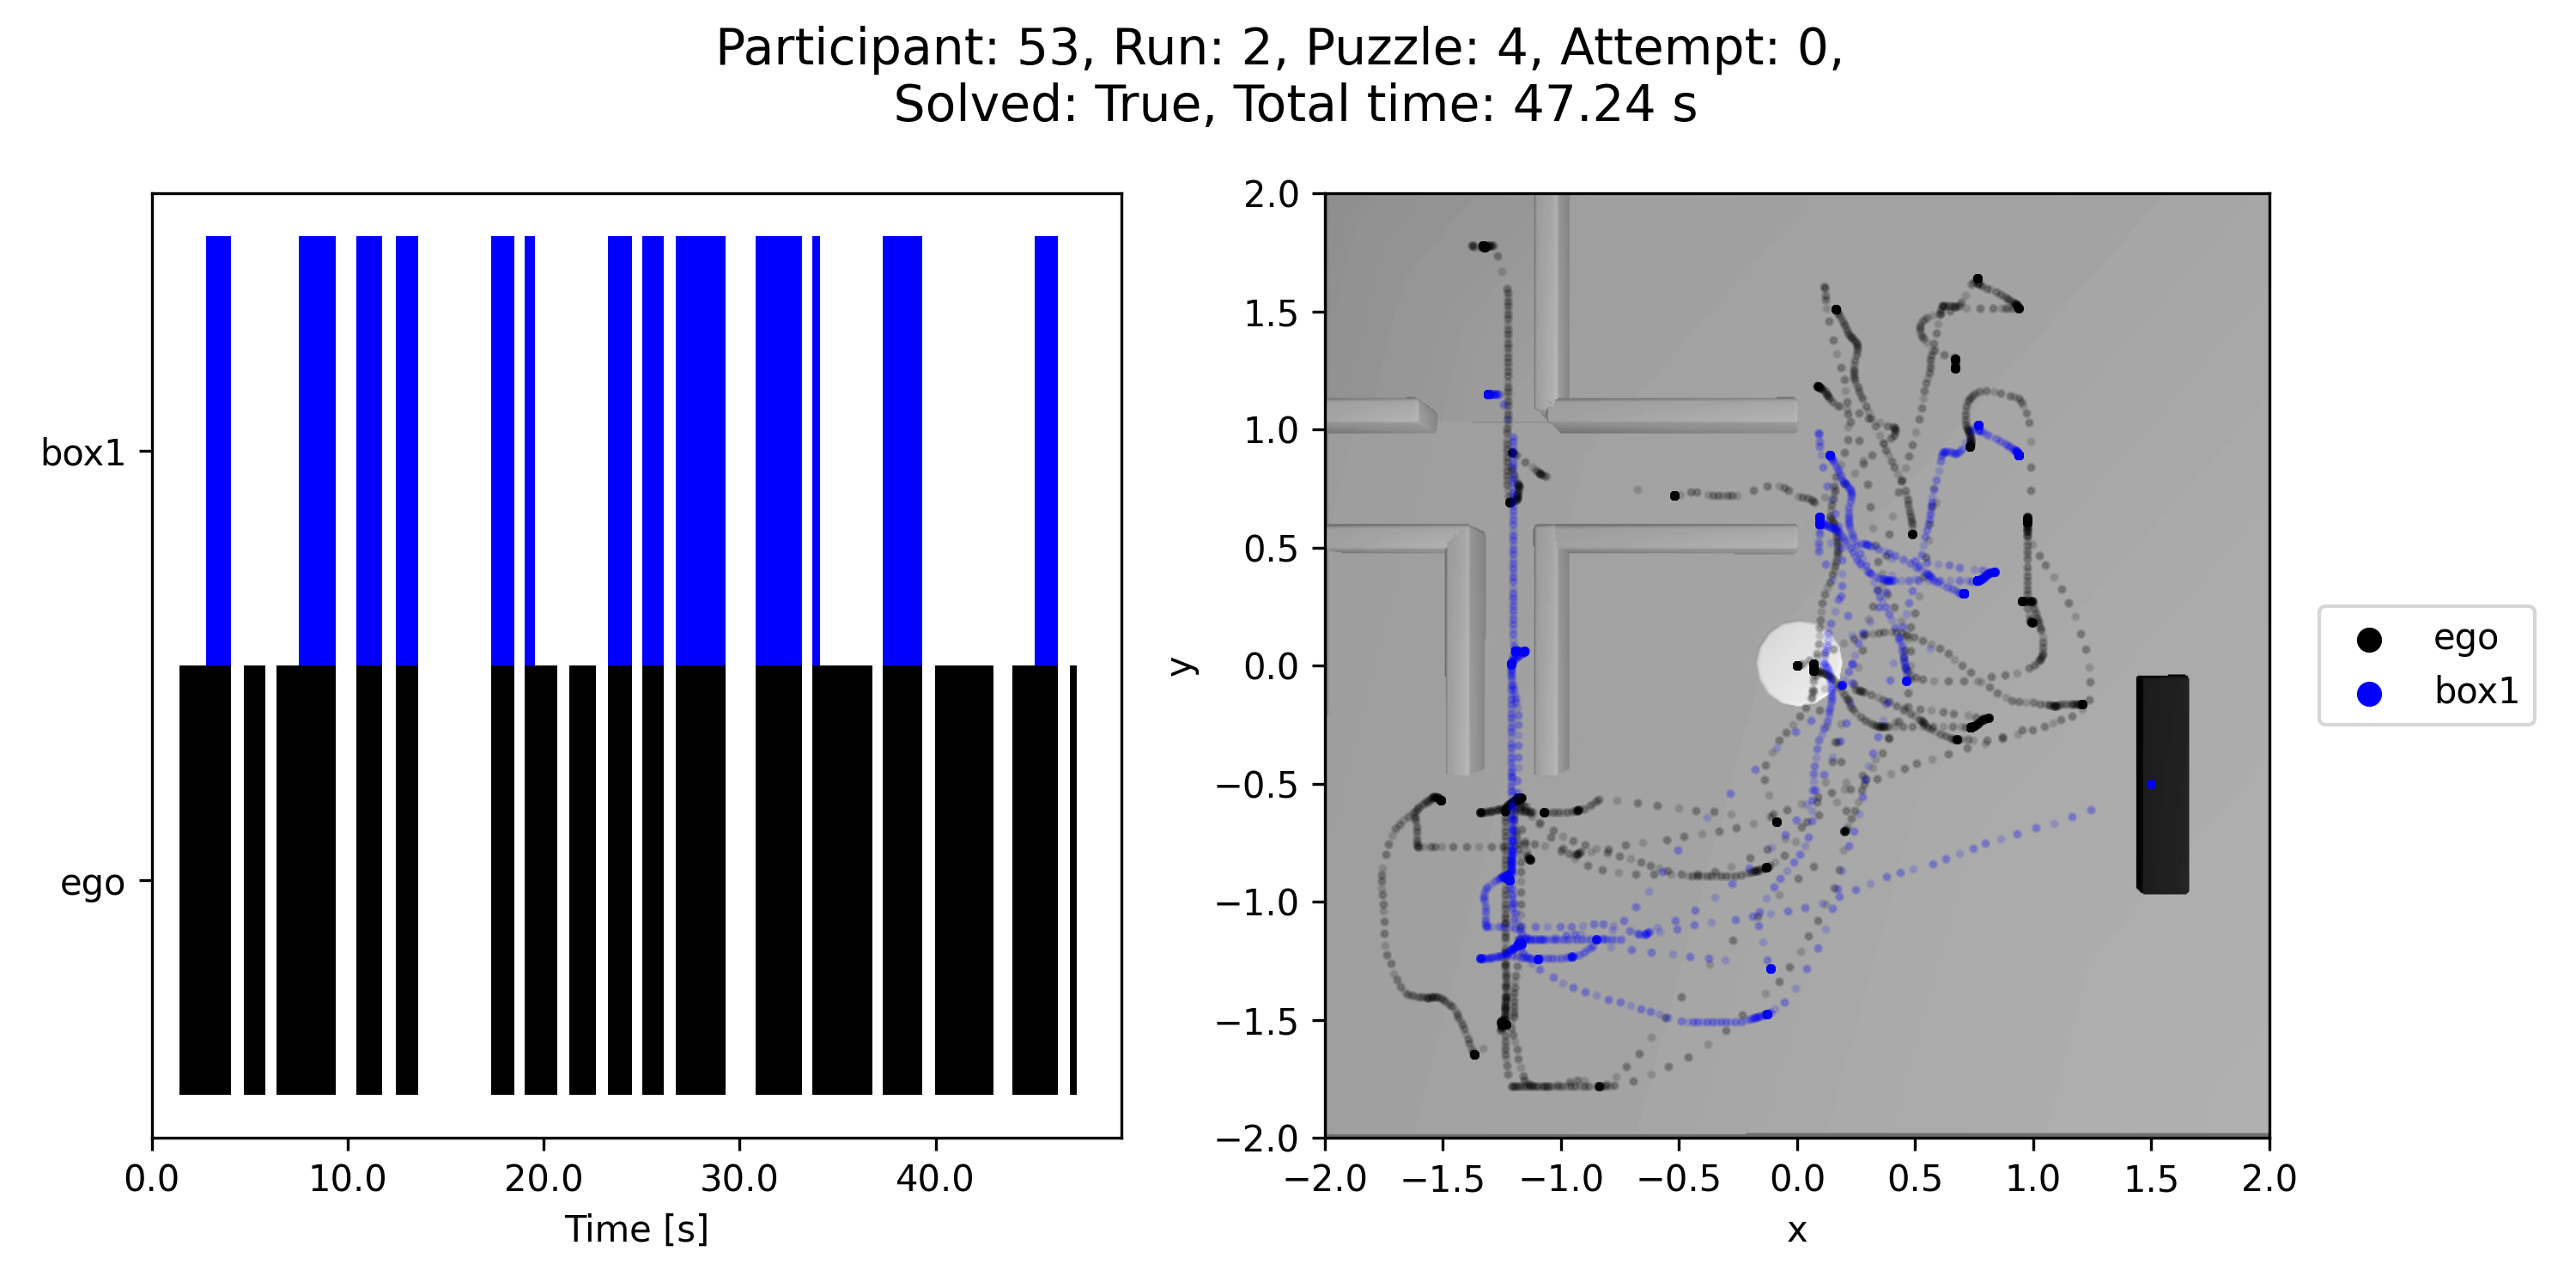 Participant: 53, Run: 2, Puzzle: 4, Attempt: 0,
Solved: True, Total time: 47.24 s
box1
ego
0.0 10.0 20.0 30.0 40.0
Time [s]
2.0
1.5
1.0
0.5
0.0
−0.5
−1.0
−1.5
−2.0
y
−2.0 −1.5 −1.0 −0.5 0.0 0.5 1.0 1.5 2.0
x
ego
box1